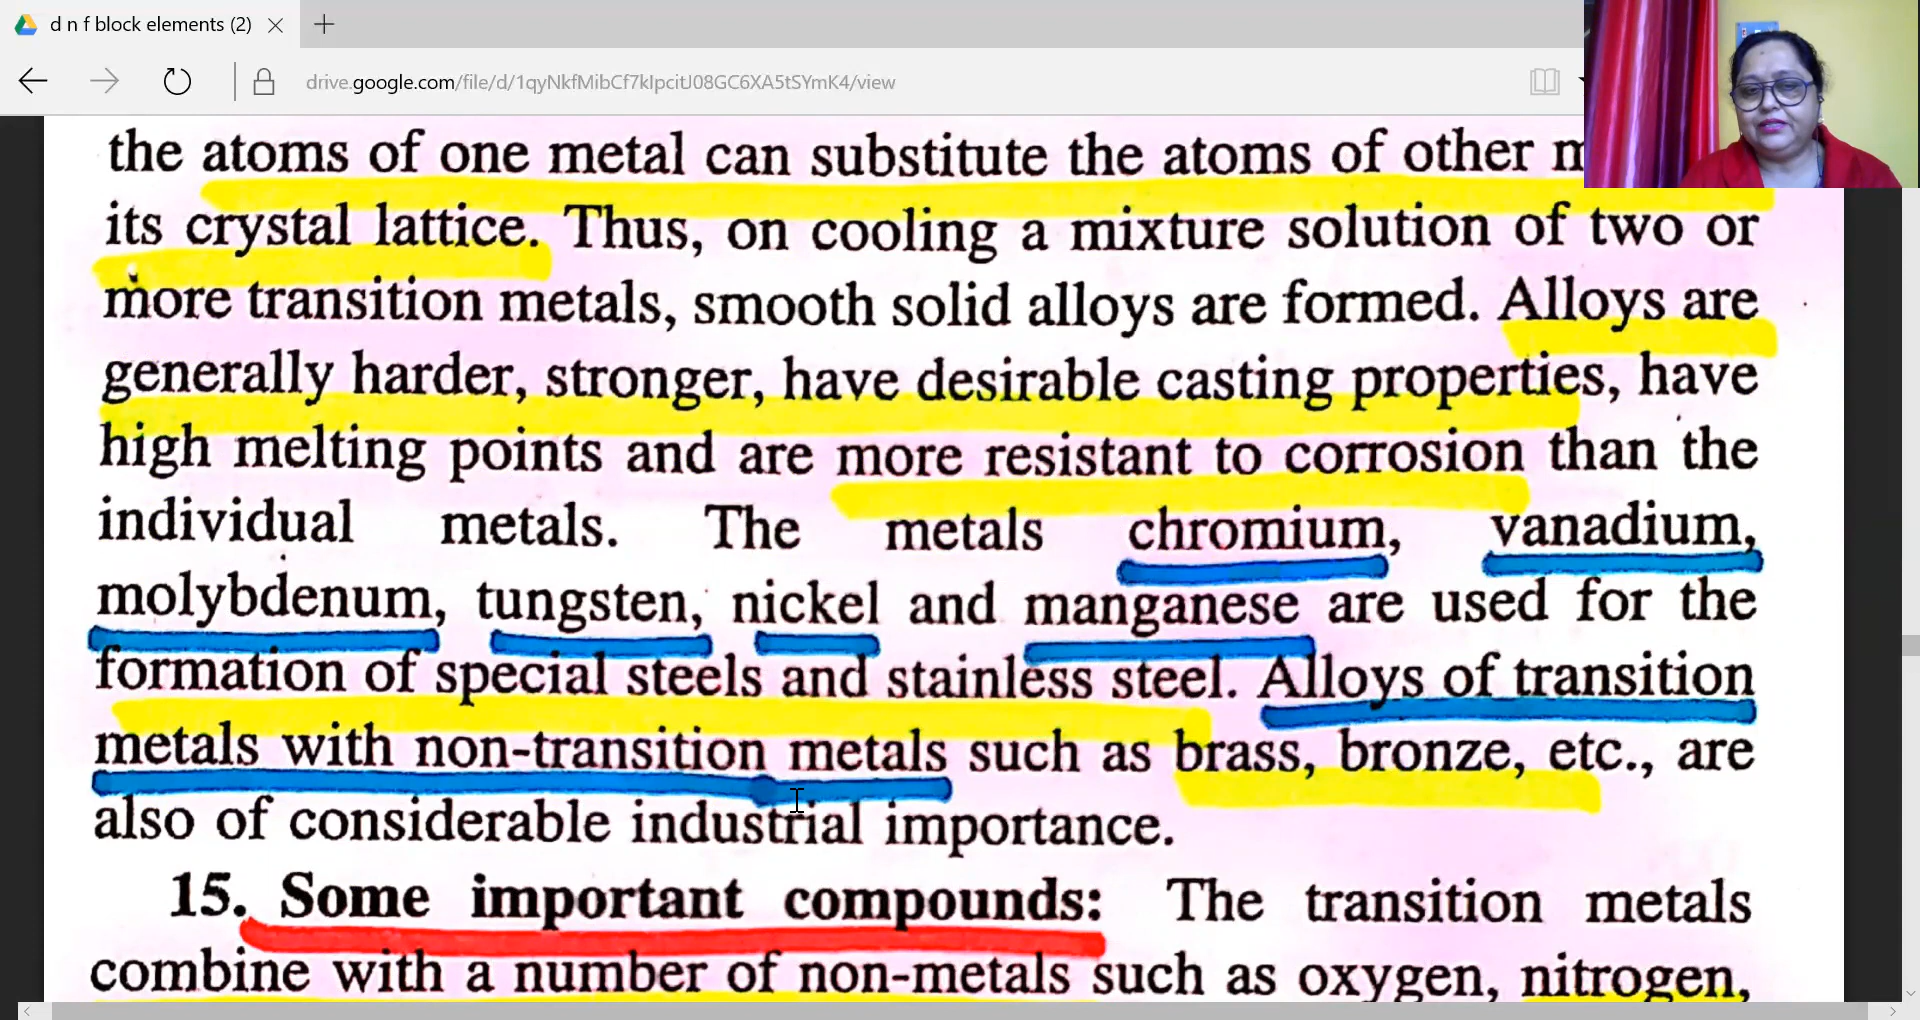 d n f block elements (2)
drive.google.com/file/d/1qyNkfMibCf7kIpcitJ08GC6XA5tSYmK4/view
the atoms of one metal can substitute the atoms of other
its crystal lattice. Thus, on cooling a mixture solution of two or
more transition metals, smooth solid alloys are formed. Alloys are
generally harder, stronger, have desirable casting properties, have
high melting points and are more resistant to corrosion than the
individual metals. The metals chromium, vanadium,
molybdenum, tungsten, nickel and manganese are used for the
formation of special steels and stainless steel. Alloys of transition
metals with non-transition metals such as brass, bronze, etc., are
also of considerable industrial importance.
15. Some important compounds: The transition metals
combine with a number of non-metals such as oxygen, nitrogen,